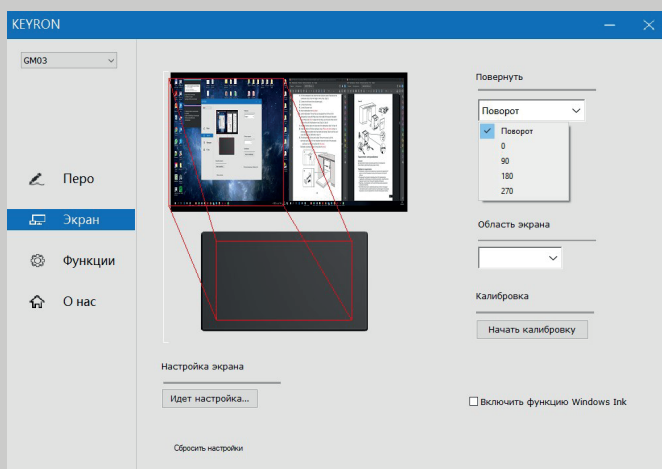 KEYRON
GM03
Перо
Экран
Функции
О нас
Настройка экрана
Идет настройка...
Сбросить настройки
Повернуть
Поворот
Поворот
0
90
180
270
Область экрана
Калибровка
Начать калибровку
Включить функцию Windows Ink